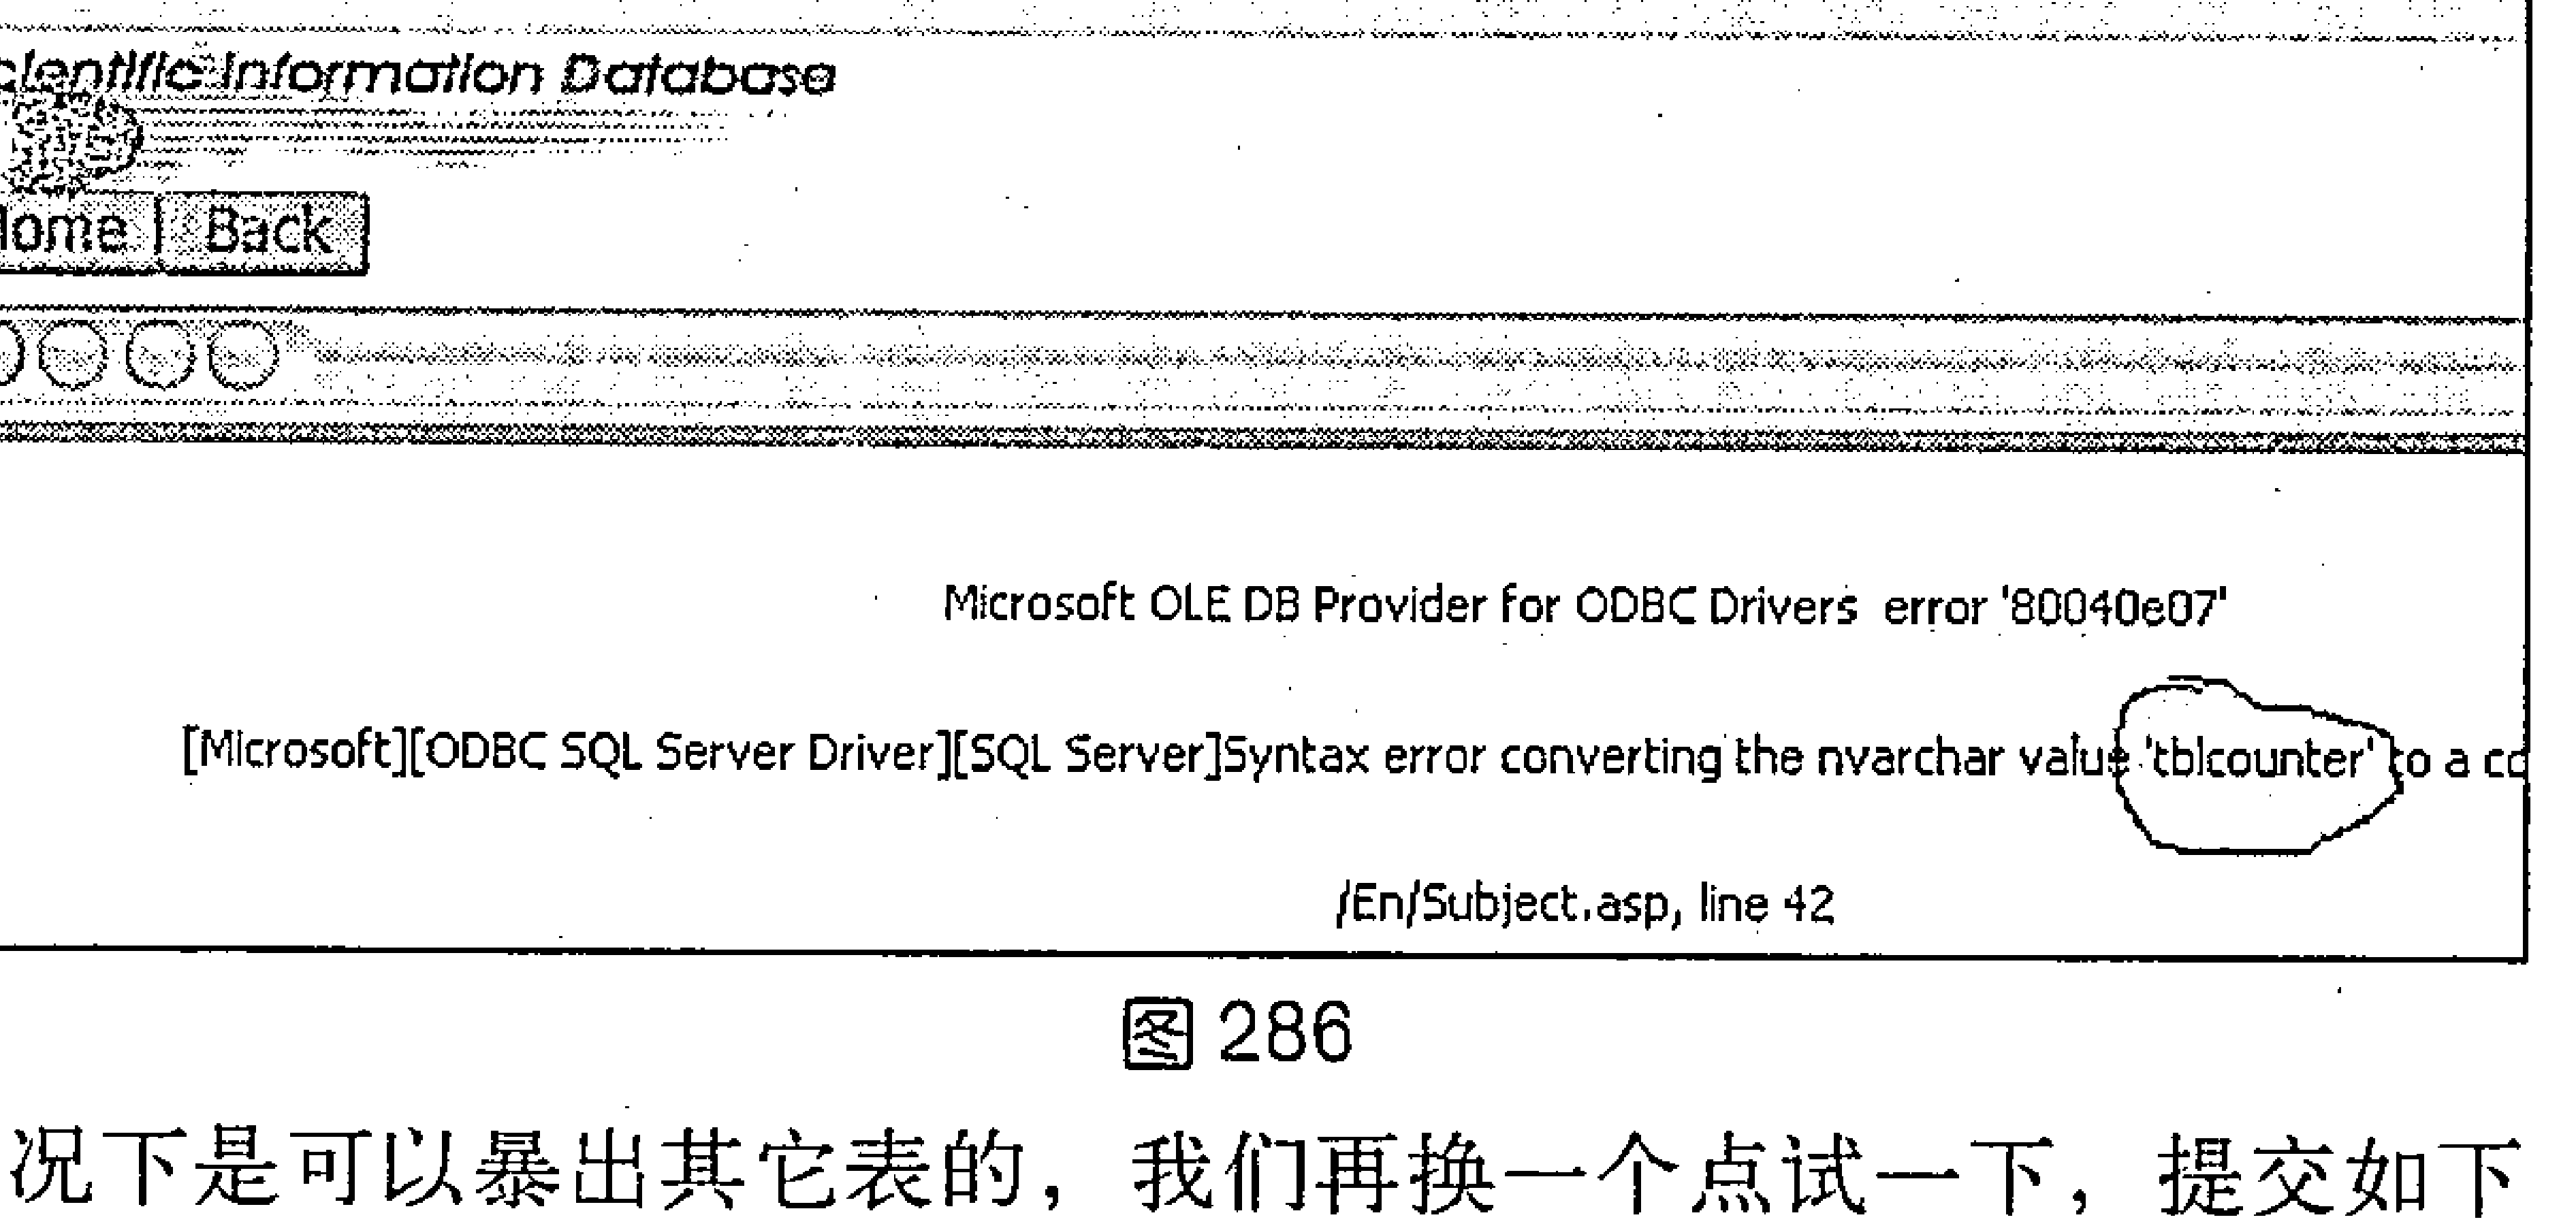 cientific Information Database
Home Back
Microsoft OLE DB Provider for ODBC Drivers error '80040e07'
[Microsoft][ODBC SQL Server Driver][SQL Server]Syntax error converting the nvarchar value 'tblcounter' to a co
/En/Subject.asp, line 42
图 286
况下是可以暴出其它表的，我们再换一个点试一下，提交如下